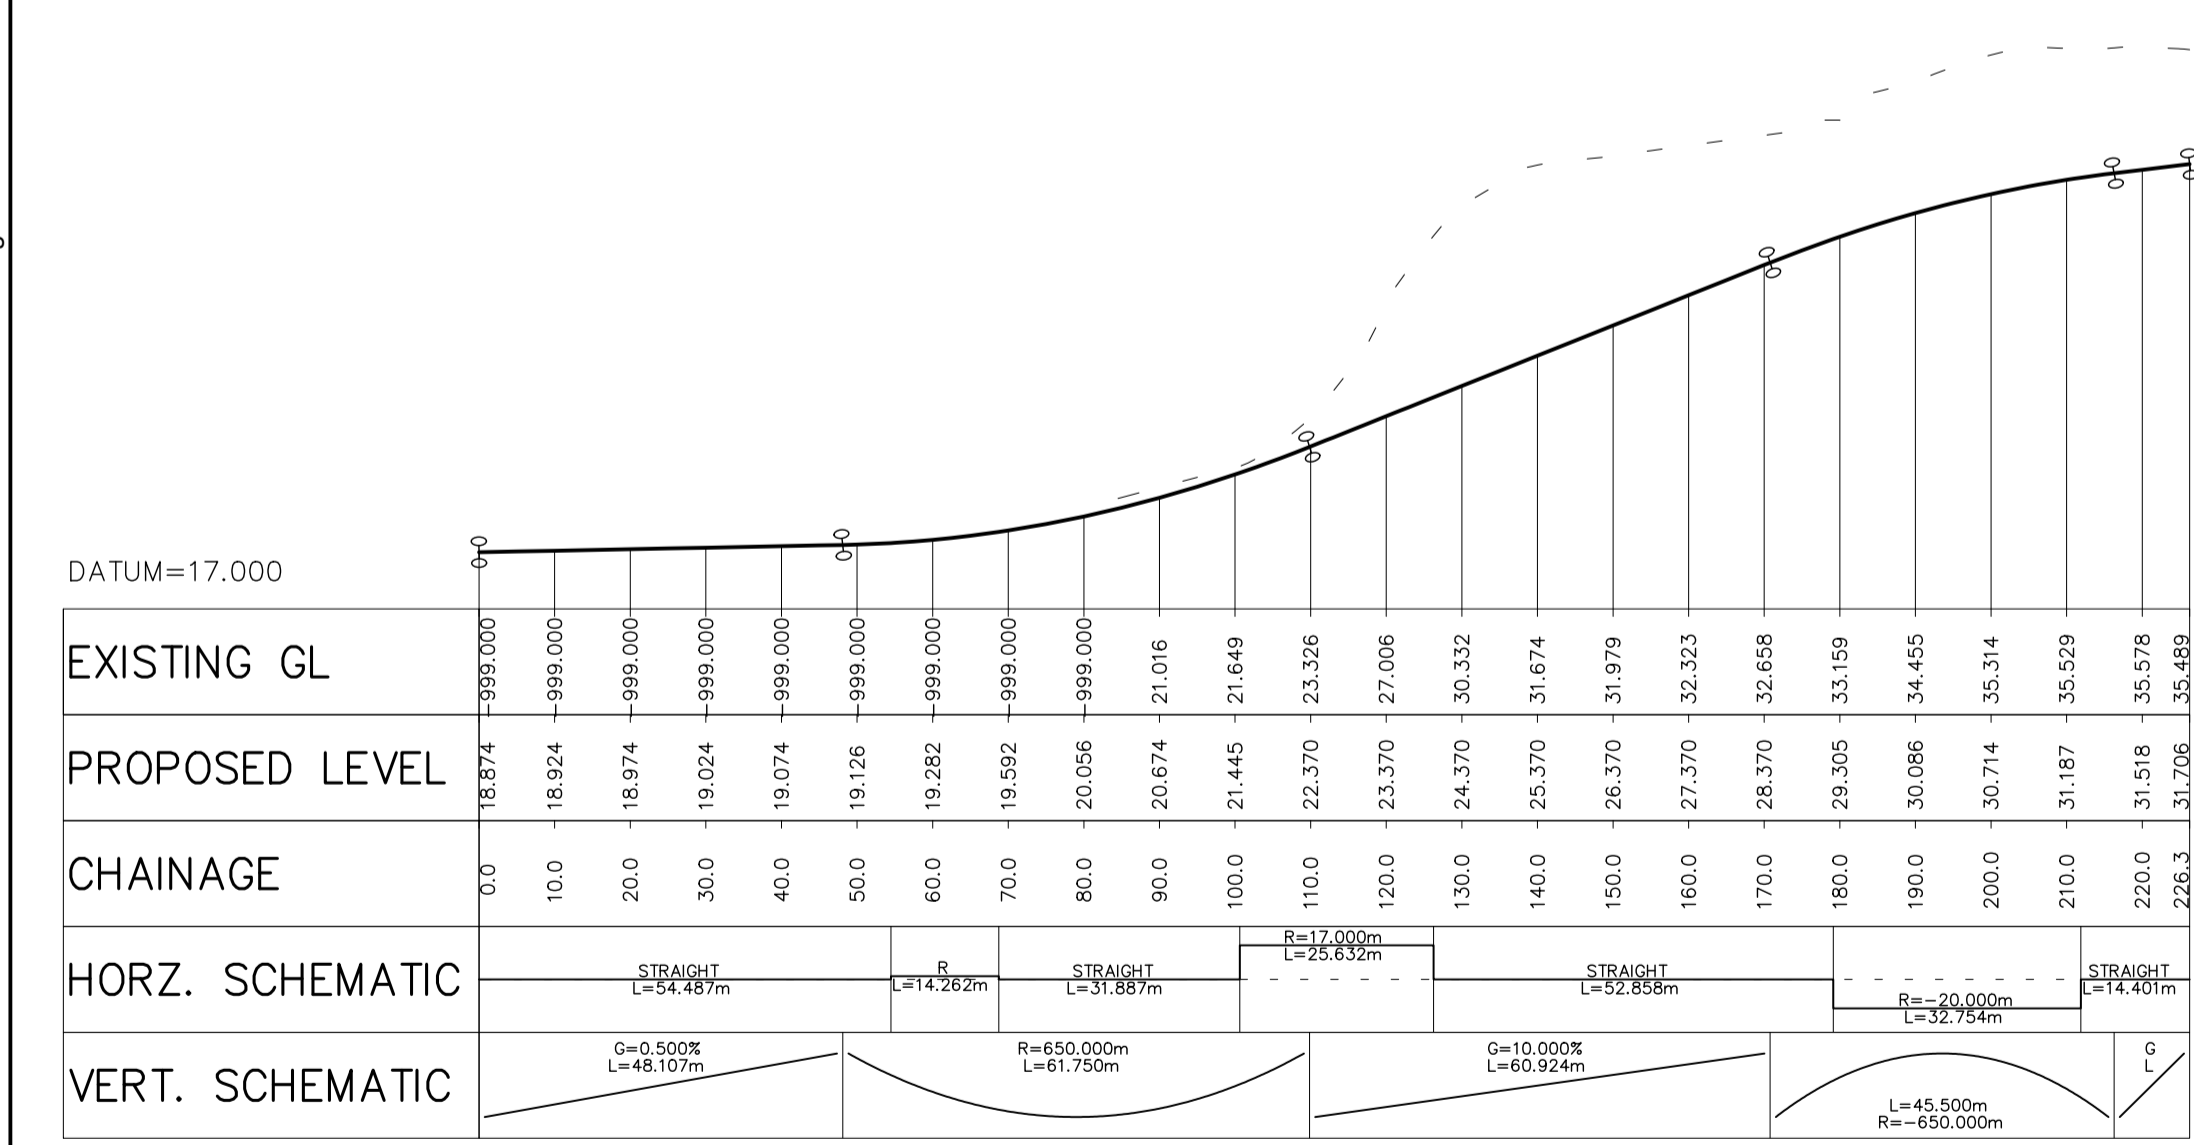 DATUM=17.000
EXISTING GL -999.000 -999.000 -999.000 -999.000 -999.000 -999.000 -999.000 -999.000 -999.000 21.016 21.649 23.326 27.006 30.332 31.674 31.979 32.323 32.658 33.159 34.455 35.314 35.529 35.578 35.489
PROPOSED LEVEL 18.874 18.924 18.974 19.024 19.074 19.126 19.282 19.592 20.056 20.674 21.445 22.370 23.370 24.370 25.370 26.370 27.370 28.370 29.305 30.086 30.714 31.187 31.518 31.706
CHAINAGE 0.0 10.0 20.0 30.0 40.0 50.0 60.0 70.0 80.0 90.0 100.0 110.0 120.0 130.0 140.0 150.0 160.0 170.0 180.0 190.0 200.0 210.0 220.0 226.3
HORZ. SCHEMATIC
STRAIGHT
L=54.487m
R
L=14.262m
STRAIGHT
L=31.887m
R=17.000m
L=25.632m
STRAIGHT
L=52.858m
R=-20.000m
L=32.754m
STRAIGHT
L=14.401m
VERT. SCHEMATIC
G=0.500%
L=48.107m
R=650.000m
L=61.750m
G=10.000%
L=60.924m
L=45.500m
R=-650.000m
G
L